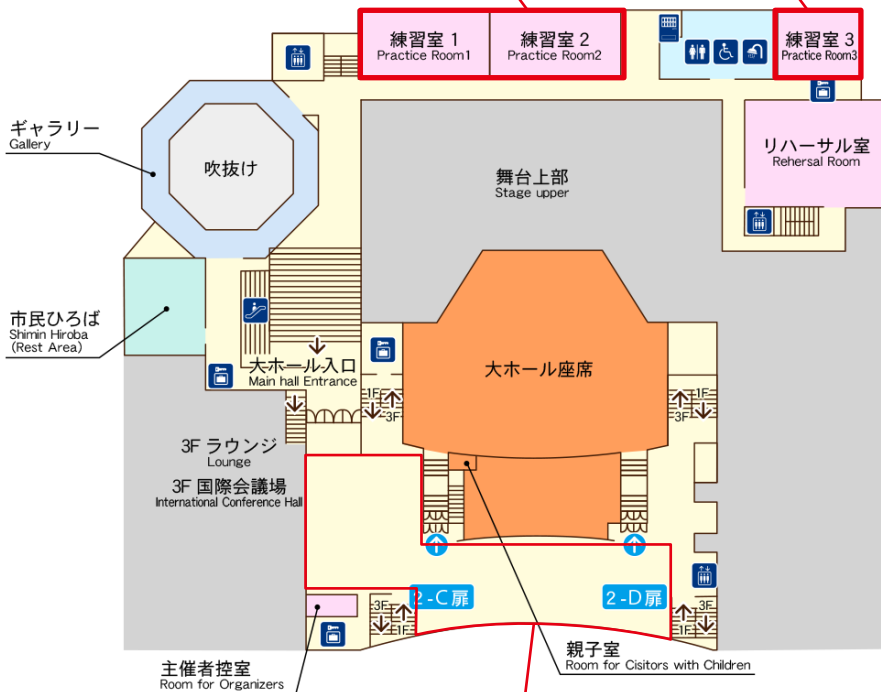 練習室 1
Practice Room1
練習室 2
Practice Room2
練習室 3
Practice Room3
ギャラリー
Gallery
吹抜け
舞台上部
Stage upper
リハーサル室
Rehersal Room
市民ひろば
Shimin Hiroba
(Rest Area)
大ホール入口
Main hall Entrance
大ホール座席
1F
3F
1F
3F
3F ラウンジ
Lounge
3F 国際会議場
International Conference Hall
2-C扉
2-D扉
3F
1F
3F
1F
主催者控室
Room for Organizers
親子室
Room for Cisitors with Children